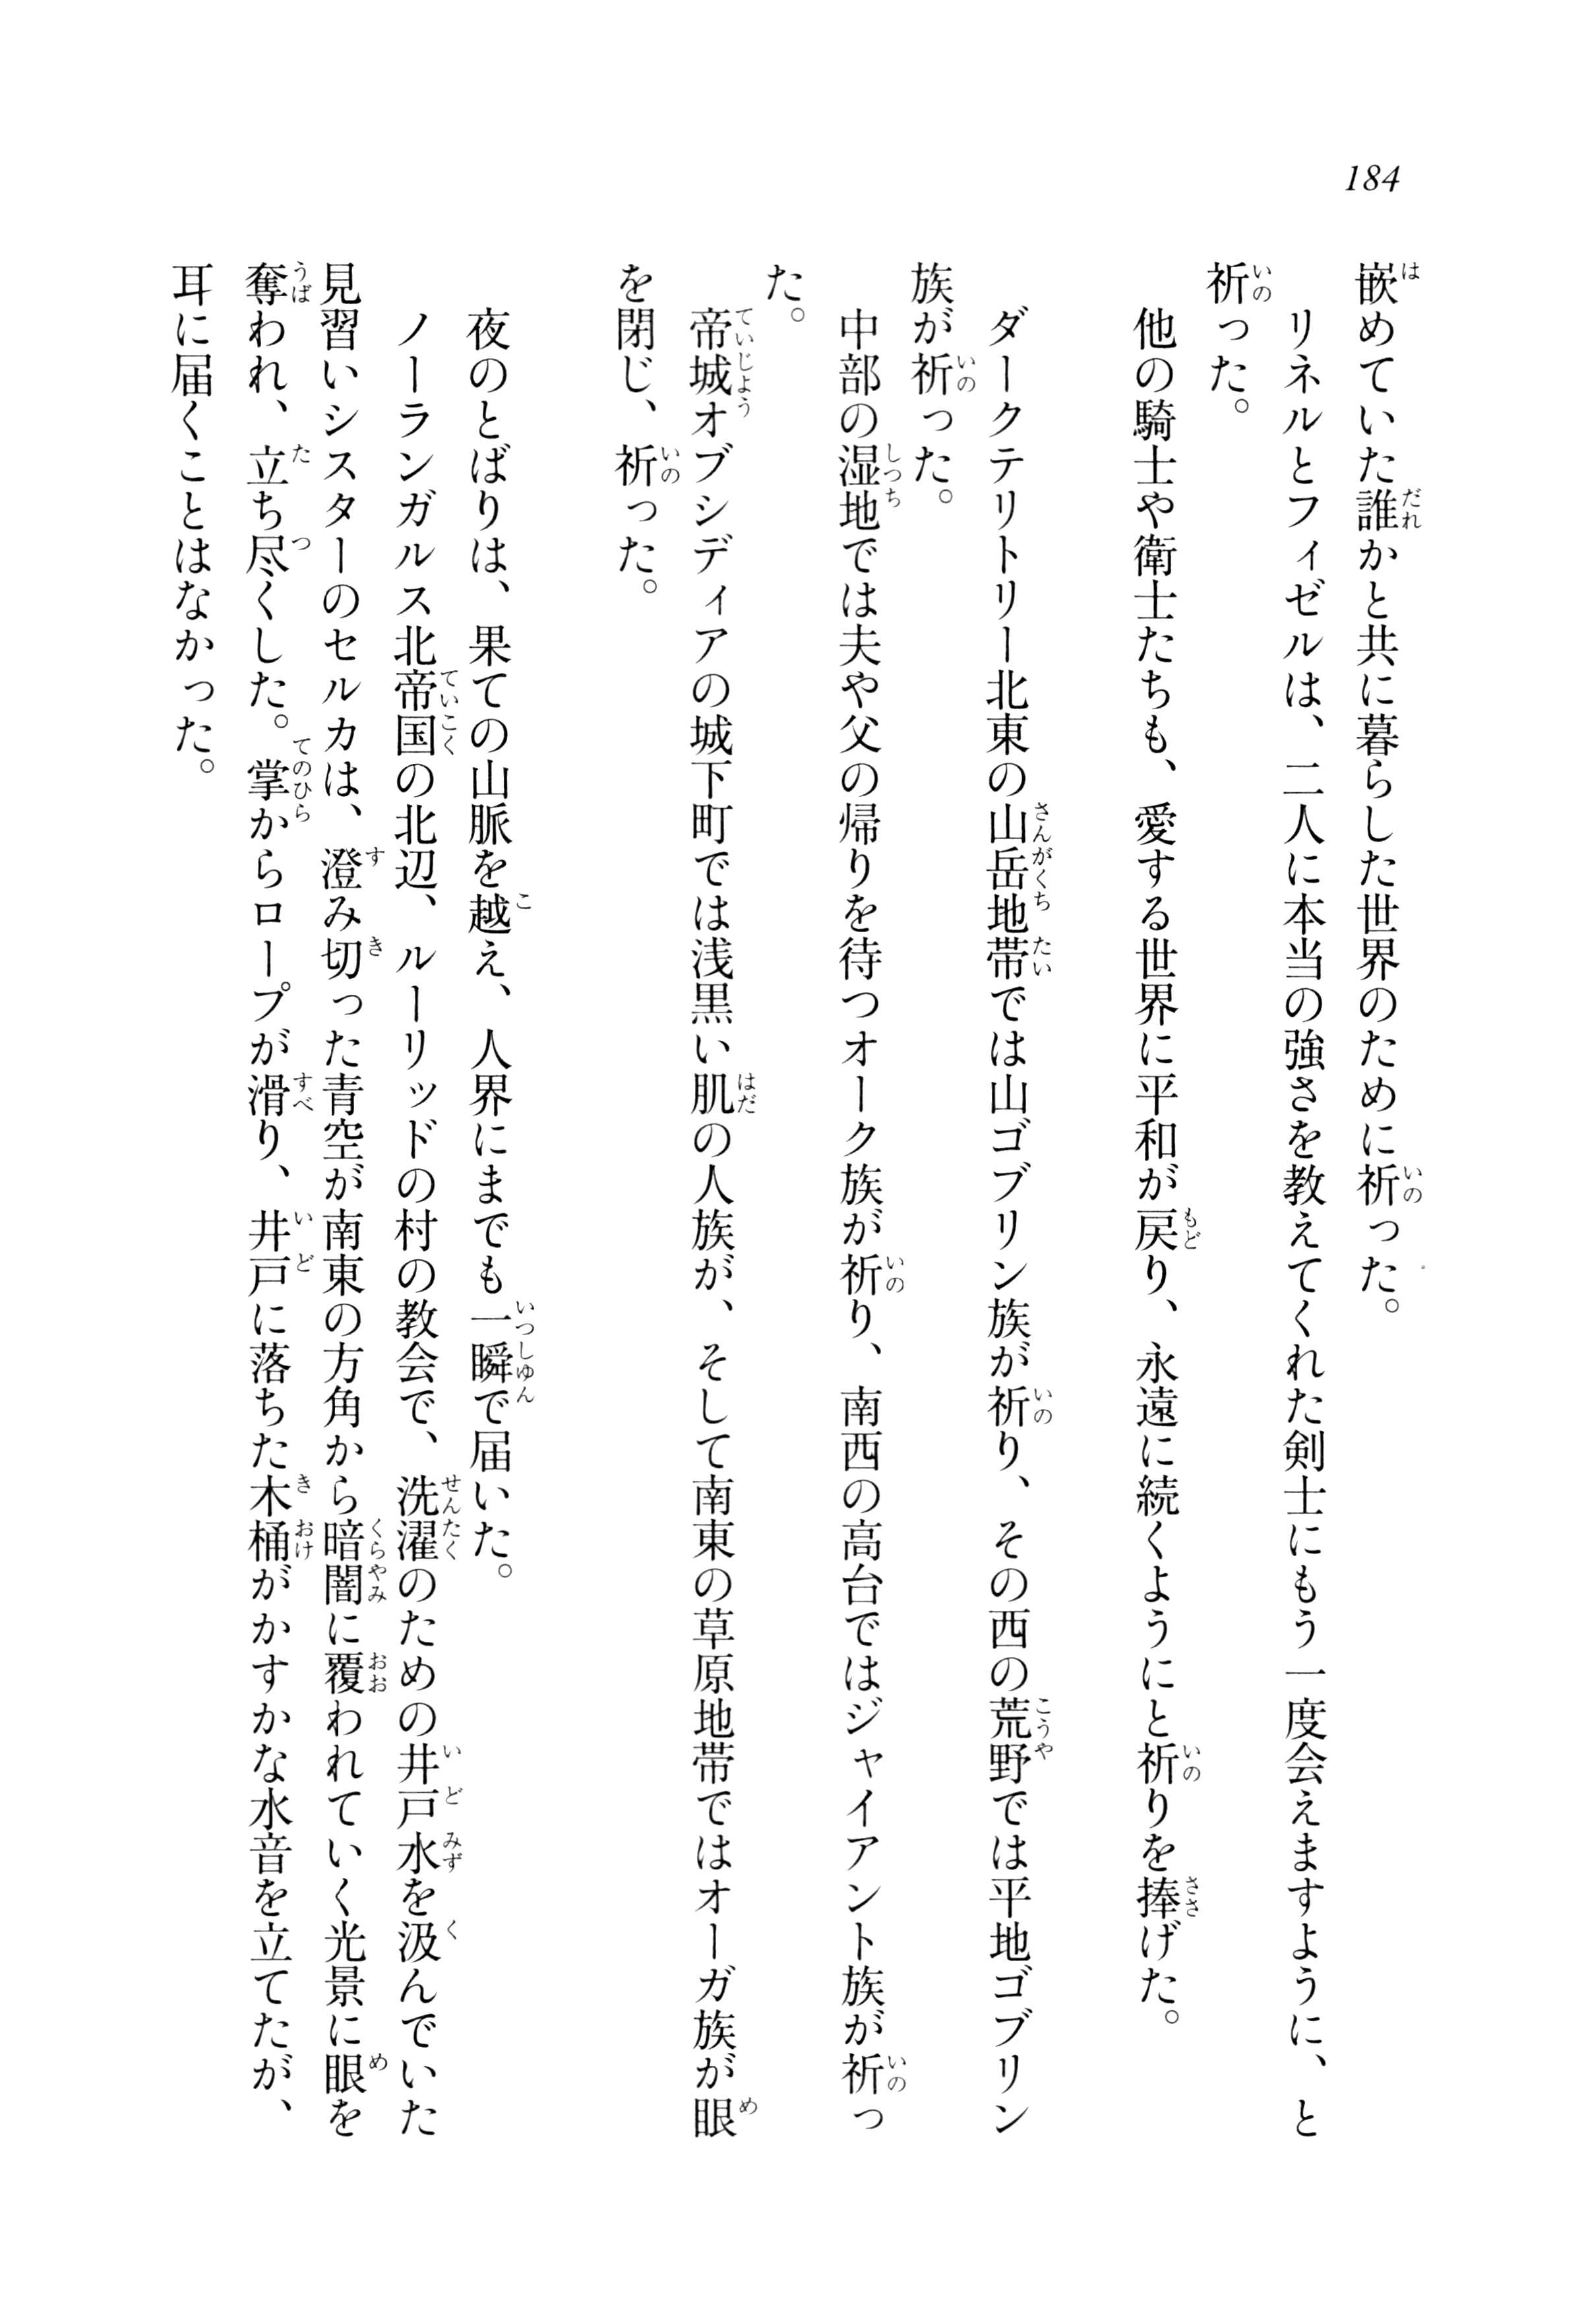 184
嵌めていた誰かと共に暮らした世界のために祈った。
リネルとフィゼルは、二人に本当の強さを教えてくれた剣士にもう一度会えますように、と
祈った。
他の騎士や衛士たちも、愛する世界に平和が戻り、永遠に続くようにと祈りを捧げた。
ダークテリトリー北東の山岳地帯では山ゴブリン族が祈り、その西の荒野では平地ゴブリン
族が祈った。
中部の湿地では夫や父の帰りを待つオーク族が祈り、南西の高台ではジャイアント族が祈っ
た。
帝城オブシディアの城下町では浅黒い肌の人族が、そして南東の草原地帯ではオーガ族が眼
を閉じ、祈った。
夜のとばりは、果ての山脈を越え、人界にまでも一瞬で届いた。
ノーランガルス北帝国の北辺、ルーリッドの村の教会で、洗濯のための井戸水を汲んでいた
見習いシスターのセルカは、澄み切った青空が南東の方角から暗闇に覆われていく光景に眼を
奪われ、立ち尽くした。掌からロープが滑り、井戸に落ちた木桶がかすかな水音を立てたが、
耳に届くことはなかった。